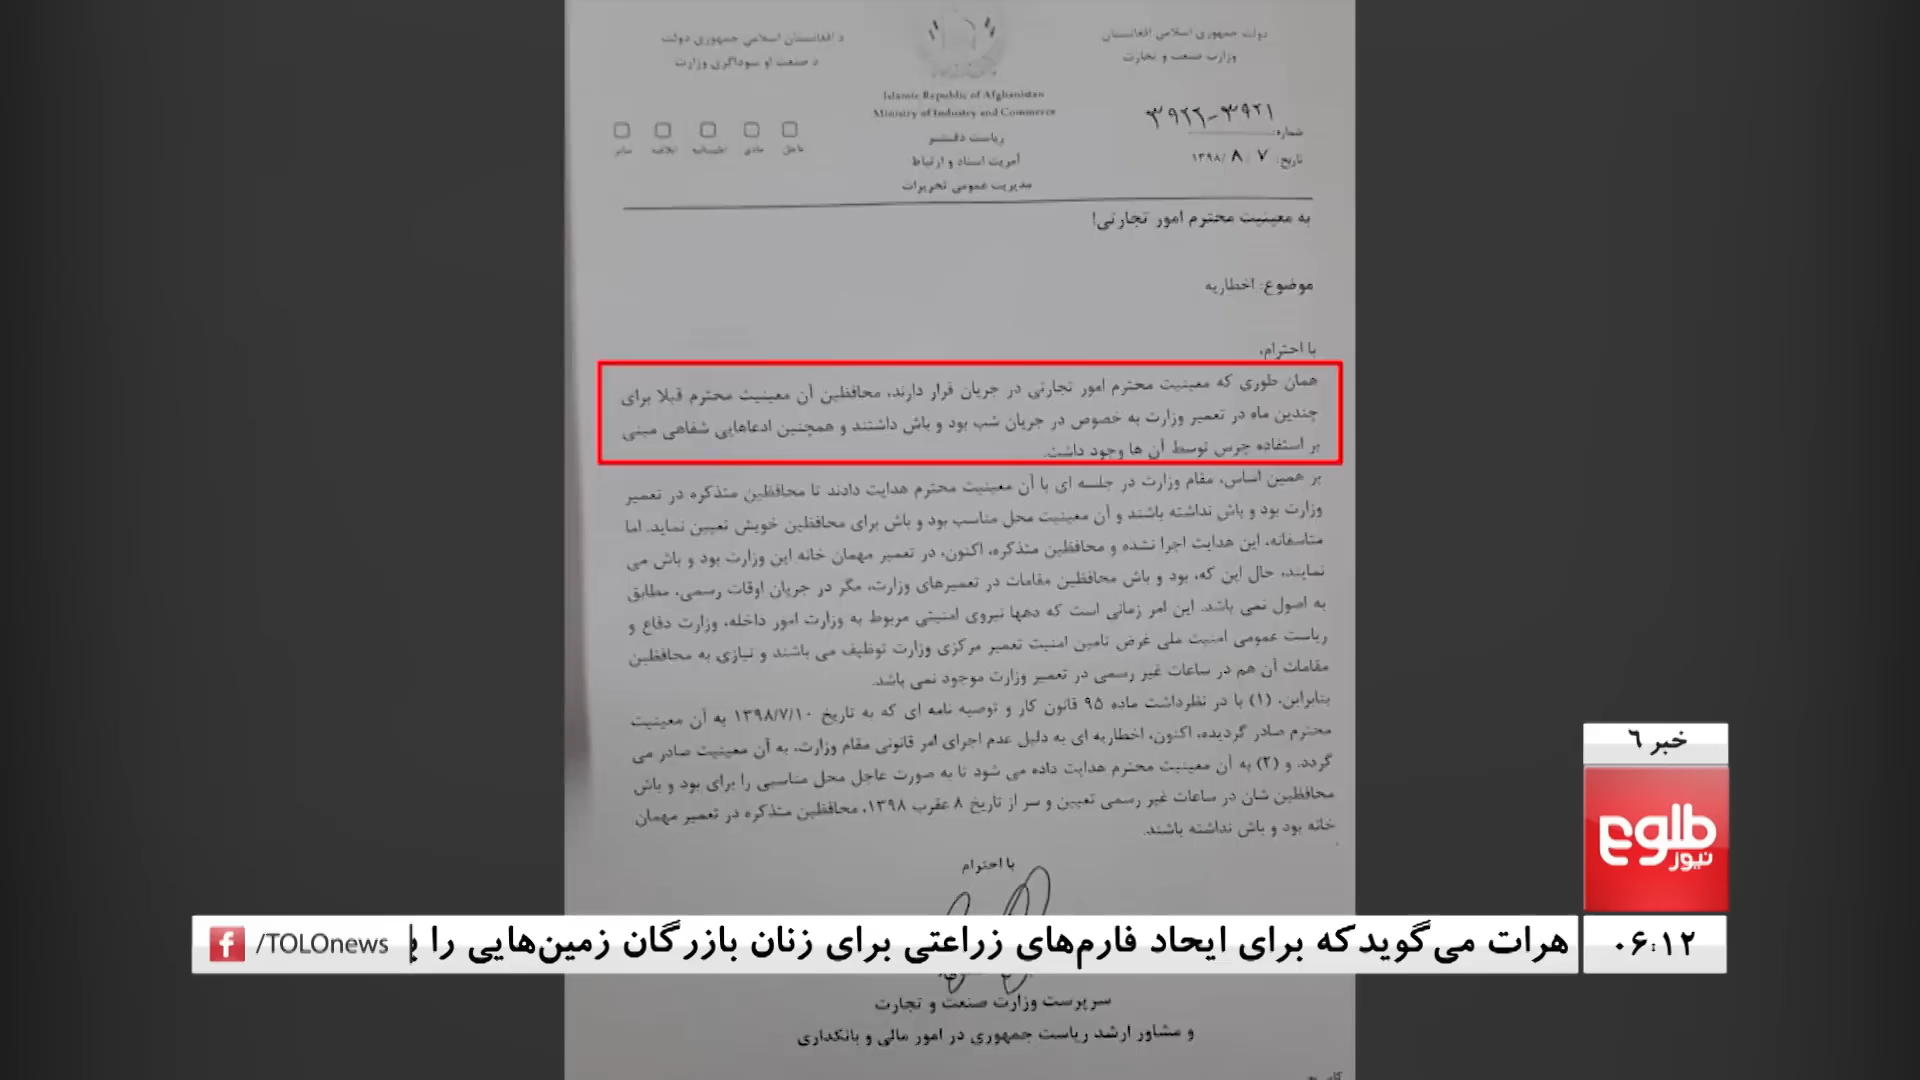 دولت جمهوری اسلامی افغانستان
وزارت صنعت و تجارت
د افغانستان اسلامی جمهوری دولت
د صنعت او سوداگری وزارت
Islamic Republic of Afghanistan
Ministry of Industry and Commerce
ریاست دفتر
آمریت اسناد و ارتباط
مدیریت عمومی تحریرات
شماره: ۳۹۲۱-۳۹۲۲
تاریخ: ۷ / ۸ /۱۳۹۸
عاجل
عادی
سایر
به معینیت محترم امور تجارتی!
موضوع: اخطاریه
با احترام،
همان طوری که معینیت محترم امور تجارتی در جریان قرار دارند، محافظین آن معینیت محترم قبلا برای
چندین ماه در تعمیر وزارت به خصوص در جریان شب بود و باش داشتند و همچنین ادعاهایی شفاهی مبنی
بر استفاده چرس توسط آن ها وجود داشت.
بر همین اساس، مقام وزارت در جلسه ای با آن معینیت محترم هدایت دادند تا محافظین متذکره در تعمیر
وزارت بود و باش نداشته باشند و آن معینیت محل مناسب بود و باش برای محافظین خویش تعیین نماید. اما
متاسفانه، این هدایت اجرا نشده و محافظین متذکره، اکنون، در تعمیر مهمان خانه این وزارت بود و باش می
نمایند، حال این که، بود و باش محافظین مقامات در تعمیرهای وزارت، مگر در جریان اوقات رسمی، مطابق
به اصول نمی باشد. این امر زمانی است که دهها نیروی امنیتی مربوط به وزارت امور داخله، وزارت دفاع و
ریاست عمومی امنیت ملی غرض تامین امنیت تعمیر مرکزی وزارت توظیف می باشند و نیازی به محافظین
مقامات آن هم در ساعات غیر رسمی در تعمیر وزارت موجود نمی باشد.
بنابراین، (۱) با در نظرداشت ماده ۹۵ قانون کار و توصیه نامه ای که به تاریخ ۱۳۹۸/۷/۱۰ به آن معینیت
محترم صادر گردیده، اکنون، اخطاریه ای به دلیل عدم اجرای امر قانونی مقام وزارت، به آن معینیت صادر می
گردد. و (۲) به آن معینیت محترم هدایت داده می شود تا به صورت عاجل محل مناسبی را برای بود و باش
محافظین شان در ساعات غیر رسمی تعیین و سر از تاریخ ۸ عقرب ۱۳۹۸، محافظین متذکره در تعمیر مهمان
خانه بود و باش نداشته باشند.
با احترام
سرپرست وزارت صنعت و تجارت
و مشاور ارشد ریاست جمهوری در امور مالی و بانکداری
خبر ٦
طلوع
نیوز
هرات می‌گوید که برای ایجاد فارم‌های زراعتی برای زنان بازرگان زمین‌هایی را
/TOLOnews
۰۶:۱۲